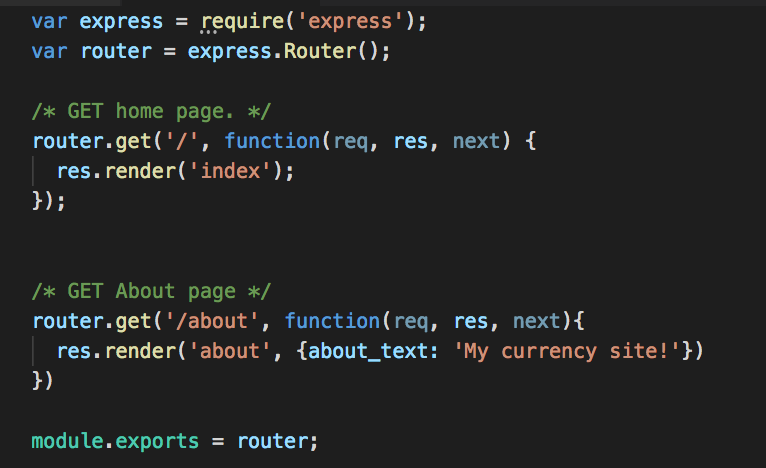 var express = require('express');
var router = express.Router();
/* GET home page. */
router.get('/', function(req, res, next) {
  res.render('index');
});
/* GET About page */
router.get('/about', function(req, res, next){
  res.render('about', {about_text: 'My currency site!'})
})
module.exports = router;